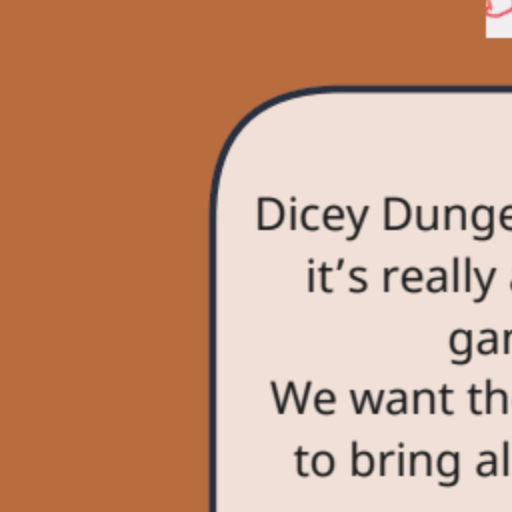 Dicey Dunge
it’s really a
gar
We want th
to bring al